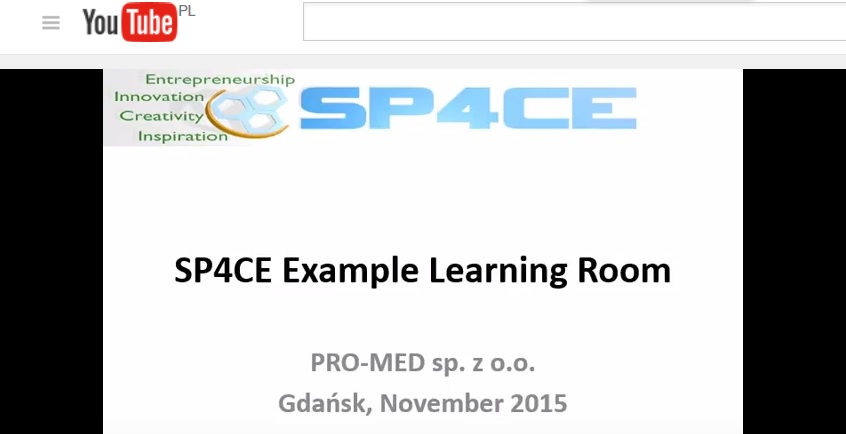 YouTube PL
Entrepreneurship
Innovation
Creativity
Inspiration
SP4CE
SP4CE Example Learning Room
PRO-MED sp. z o.o.
Gdańsk, November 2015